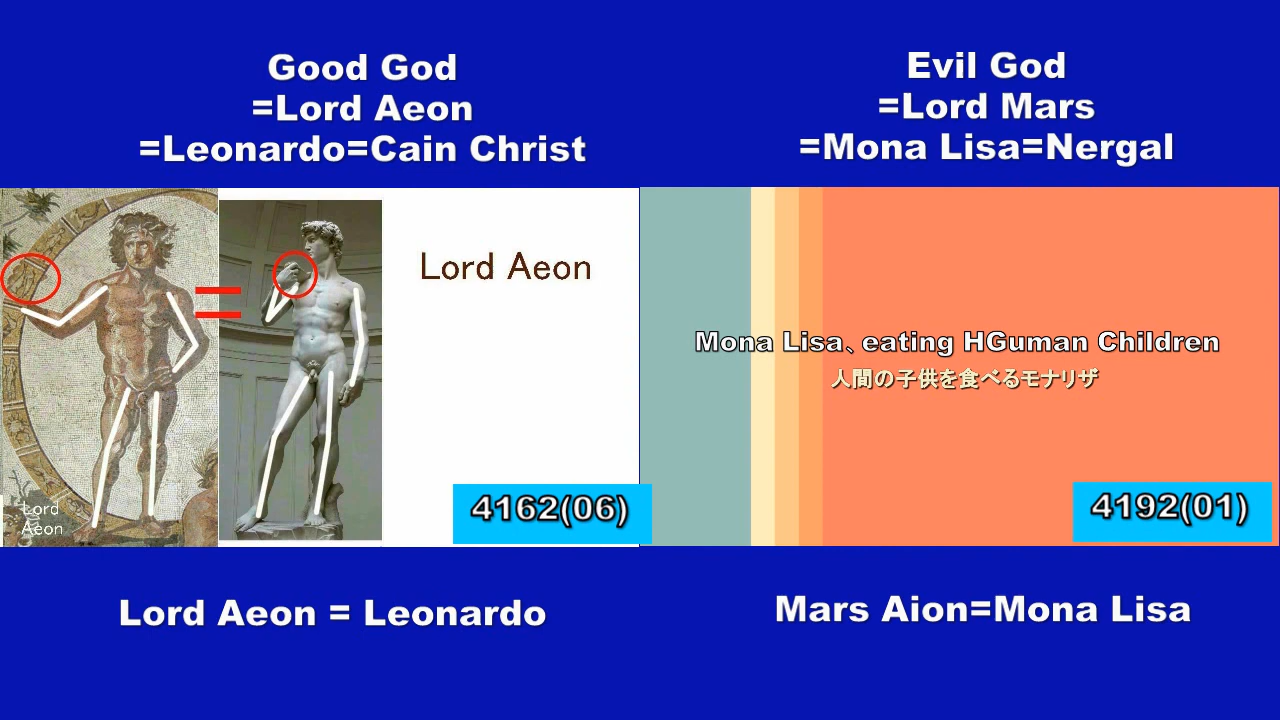 Good God
=Lord Aeon
=Leonardo=Cain Christ
Evil God
=Lord Mars
=Mona Lisa=Nergal
Lord Aeon
Lord
Aeon
4162(06)
Mona Lisa、eating HGuman Children
人間の子供を食べるモナリザ
4192(01)
Lord Aeon = Leonardo
Mars Aion=Mona Lisa